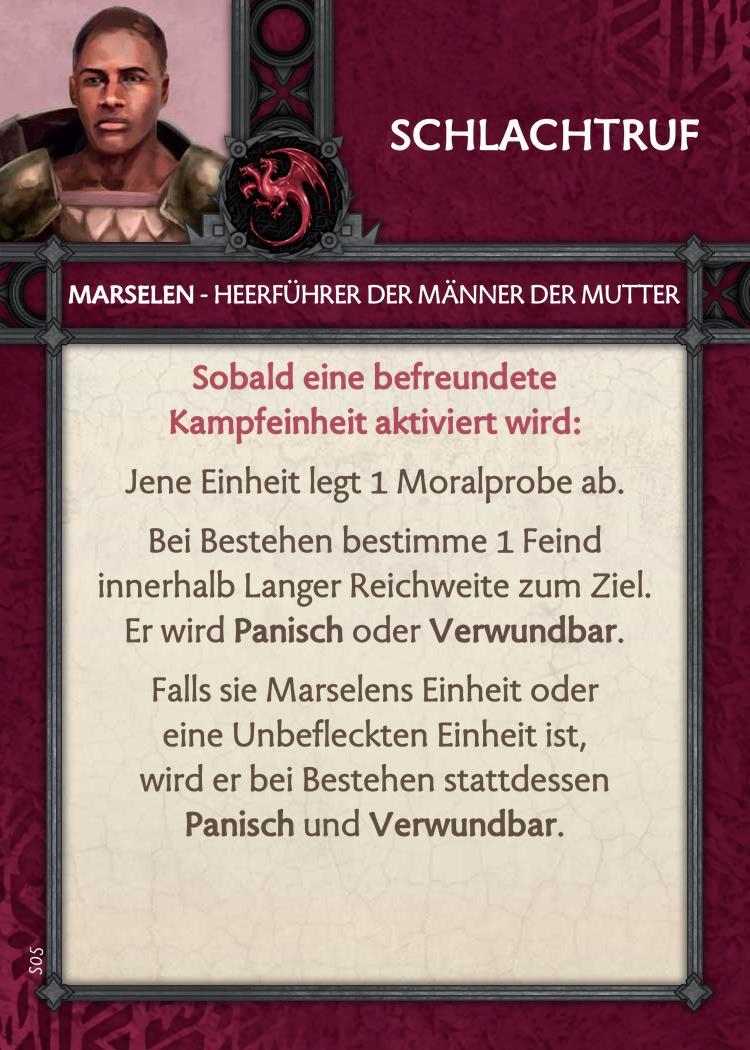 SCHLACHTRUF
MARSELEN - HEERFÜHRER DER MÄNNER DER MUTTER
Sobald eine befreundete
Kampfeinheit aktiviert wird:
Jene Einheit legt 1 Moralprobe ab.
Bei Bestehen bestimme 1 Feind
innerhalb Langer Reichweite zum Ziel.
Er wird Panisch oder Verwundbar.
Falls sie Marselens Einheit oder
eine Unbefleckten Einheit ist,
wird er bei Bestehen stattdessen
Panisch und Verwundbar.
S05